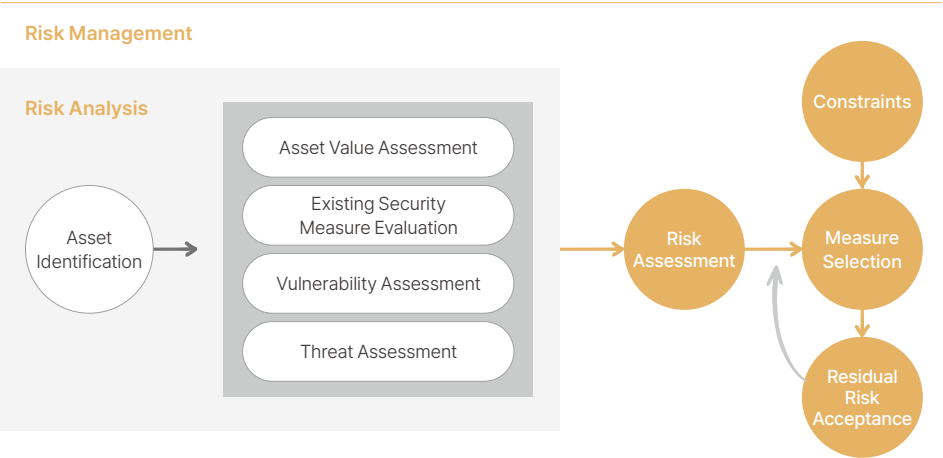 Risk Management
Risk Analysis
Asset
Identification
Asset Value Assessment
Existing Security
Measure Evaluation
Vulnerability Assessment
Threat Assessment
Risk
Assessment
Constraints
Measure
Selection
Residual
Risk
Acceptance